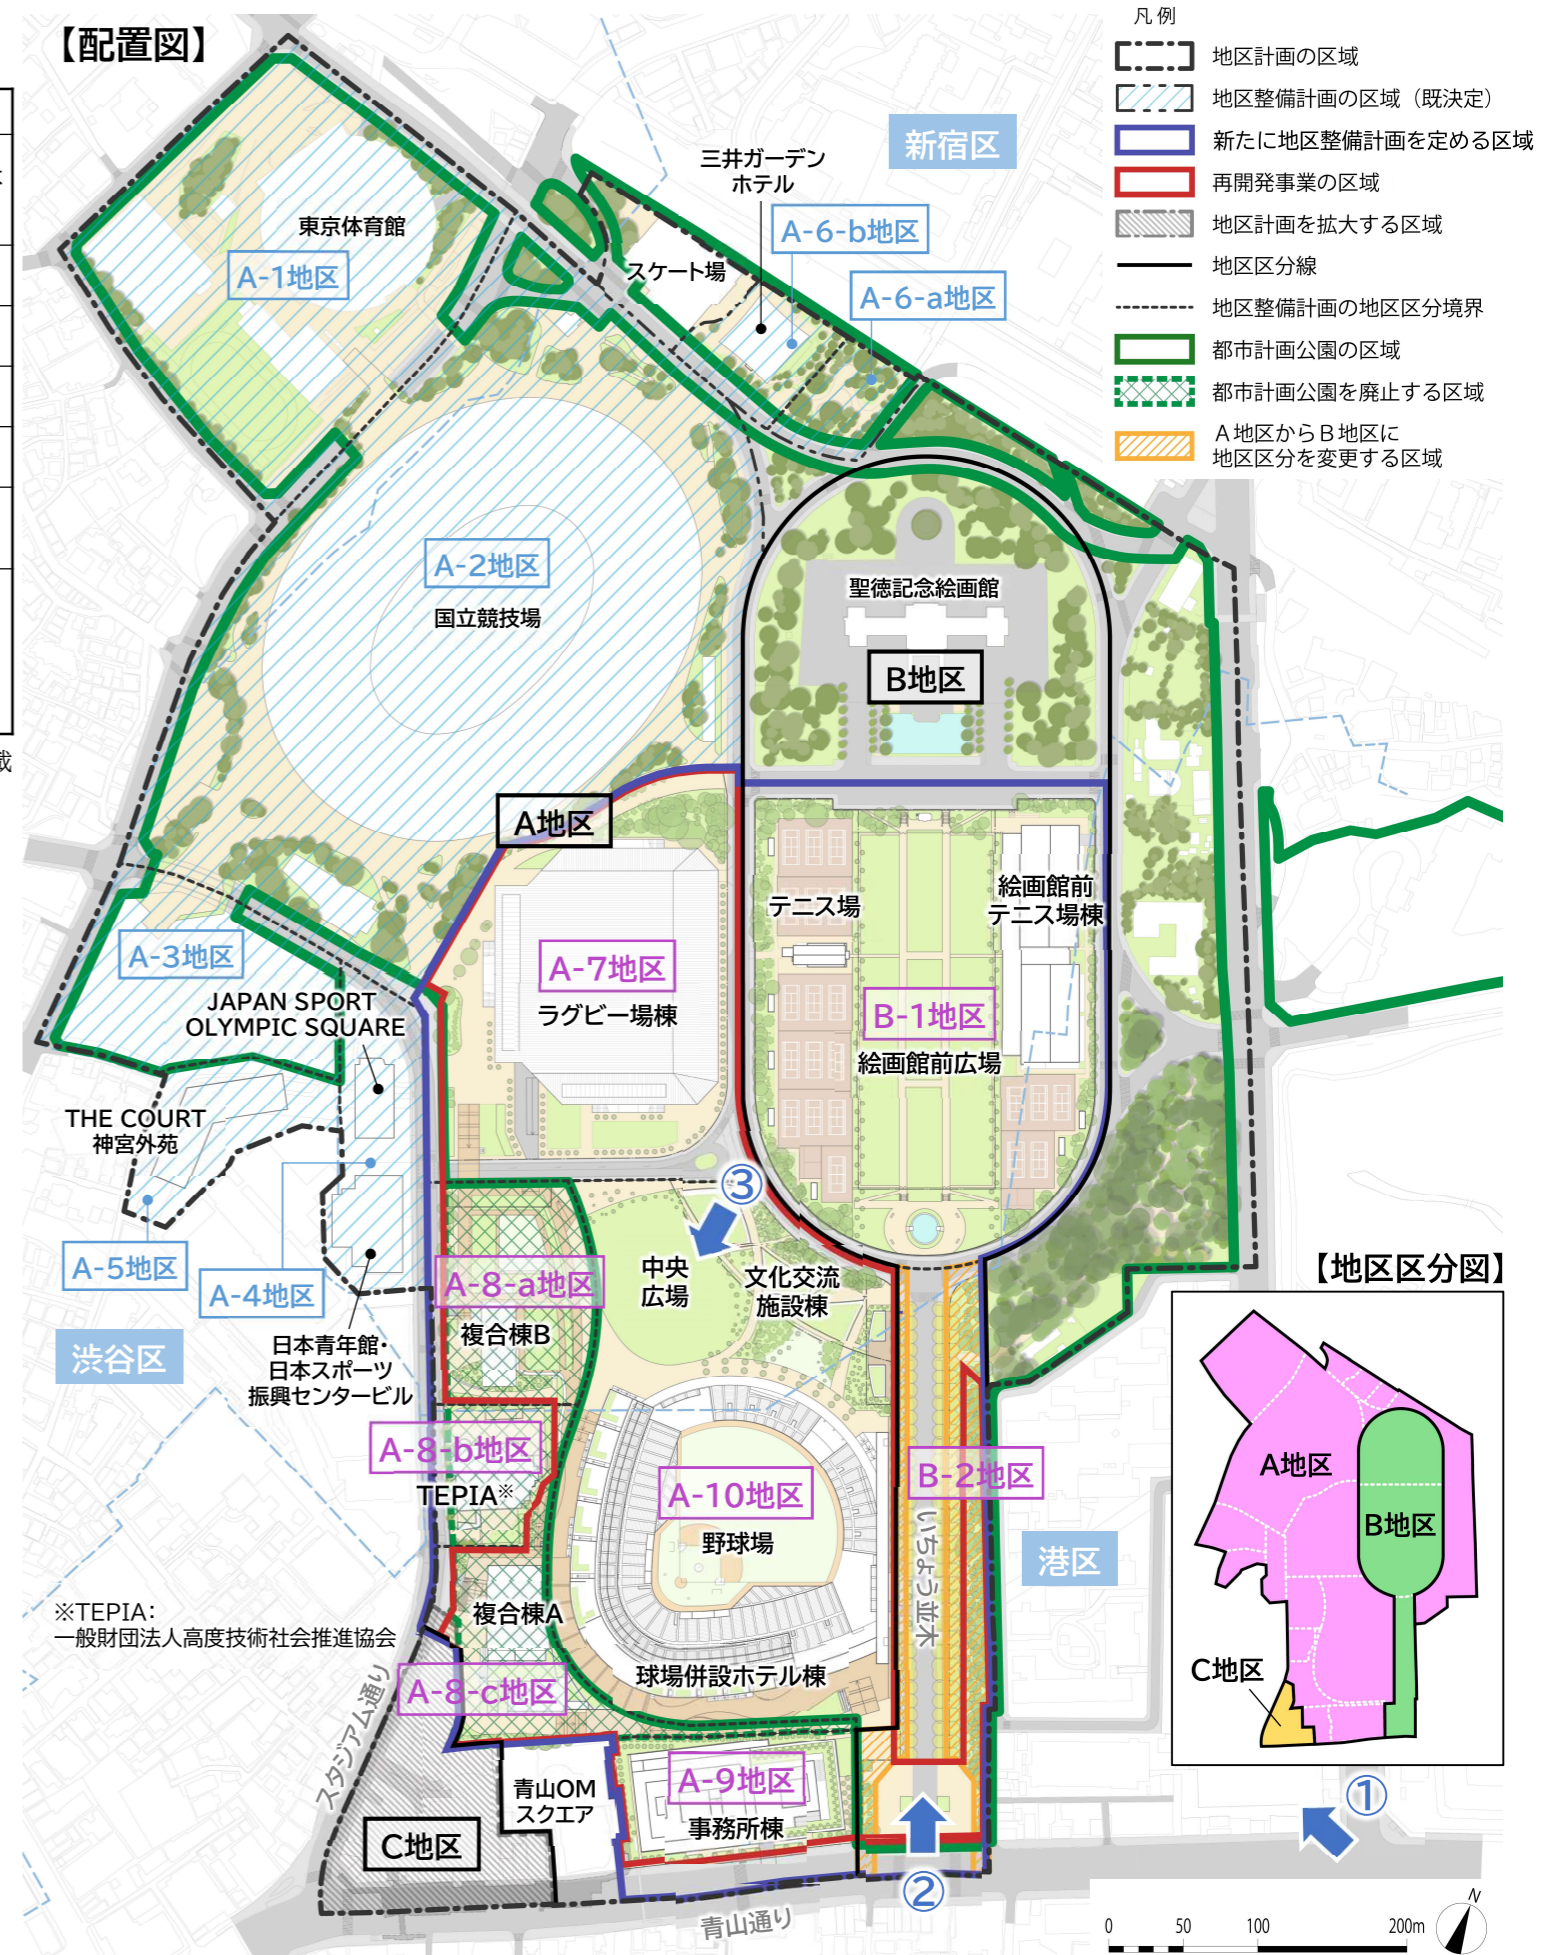 【配置図】
凡 例
地区計画の区域
地区整備計画の区域（既決定）
新たに地区整備計画を定める区域
再開発事業の区域
地区計画を拡大する区域
地区区分線
地区整備計画の地区区分境界
都市計画公園の区域
都市計画公園を廃止する区域
A地区からB地区に
地区区分を変更する区域
新宿区
三井ガーデン
ホテル
A-6-b地区
スケート場
A-6-a地区
東京体育館
A-1地区
A-2地区
国立競技場
聖徳記念絵画館
B地区
載
A地区
テニス場
絵画館前
テニス場棟
A-3地区
A-7地区
ラグビー場棟
JAPAN SPORT
OLYMPIC SQUARE
B-1地区
絵画館前広場
THE COURT
神宮外苑
③
A-5地区
A-4地区
A-8-a地区
複合棟B
中央
広場
文化交流
施設棟
渋谷区
日本青年館・
日本スポーツ
振興センタービル
A-8-b地区
TEPIA※
A-10地区
野球場
B-2地区
いちょう並木
港区
※TEPIA：
一般財団法人高度技術社会推進協会
複合棟A
球場併設ホテル棟
A-8-c地区
スタジアム通り
青山OM
スクエア
A-9地区
事務所棟
C地区
②
青山通り
【地区区分図】
A地区
B地区
C地区
①
0 50 100 200m
N